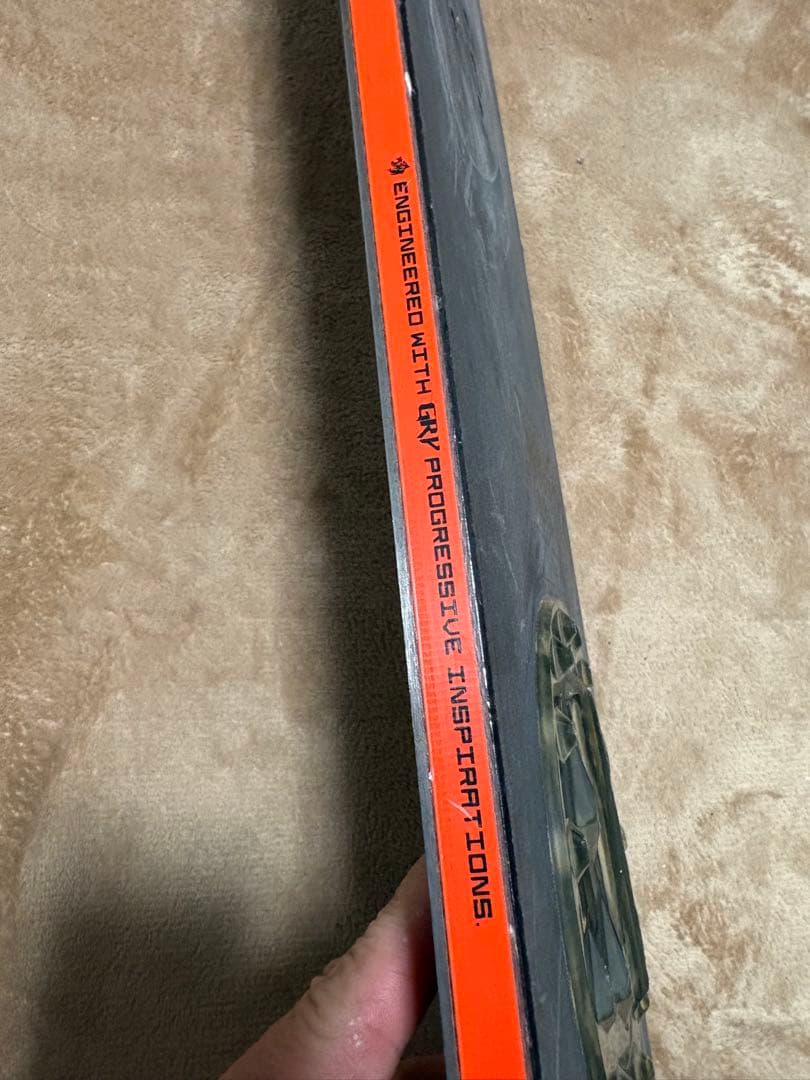 ENGINEERED WITH GRY PROGRESSIVE INSPIRATIONS.